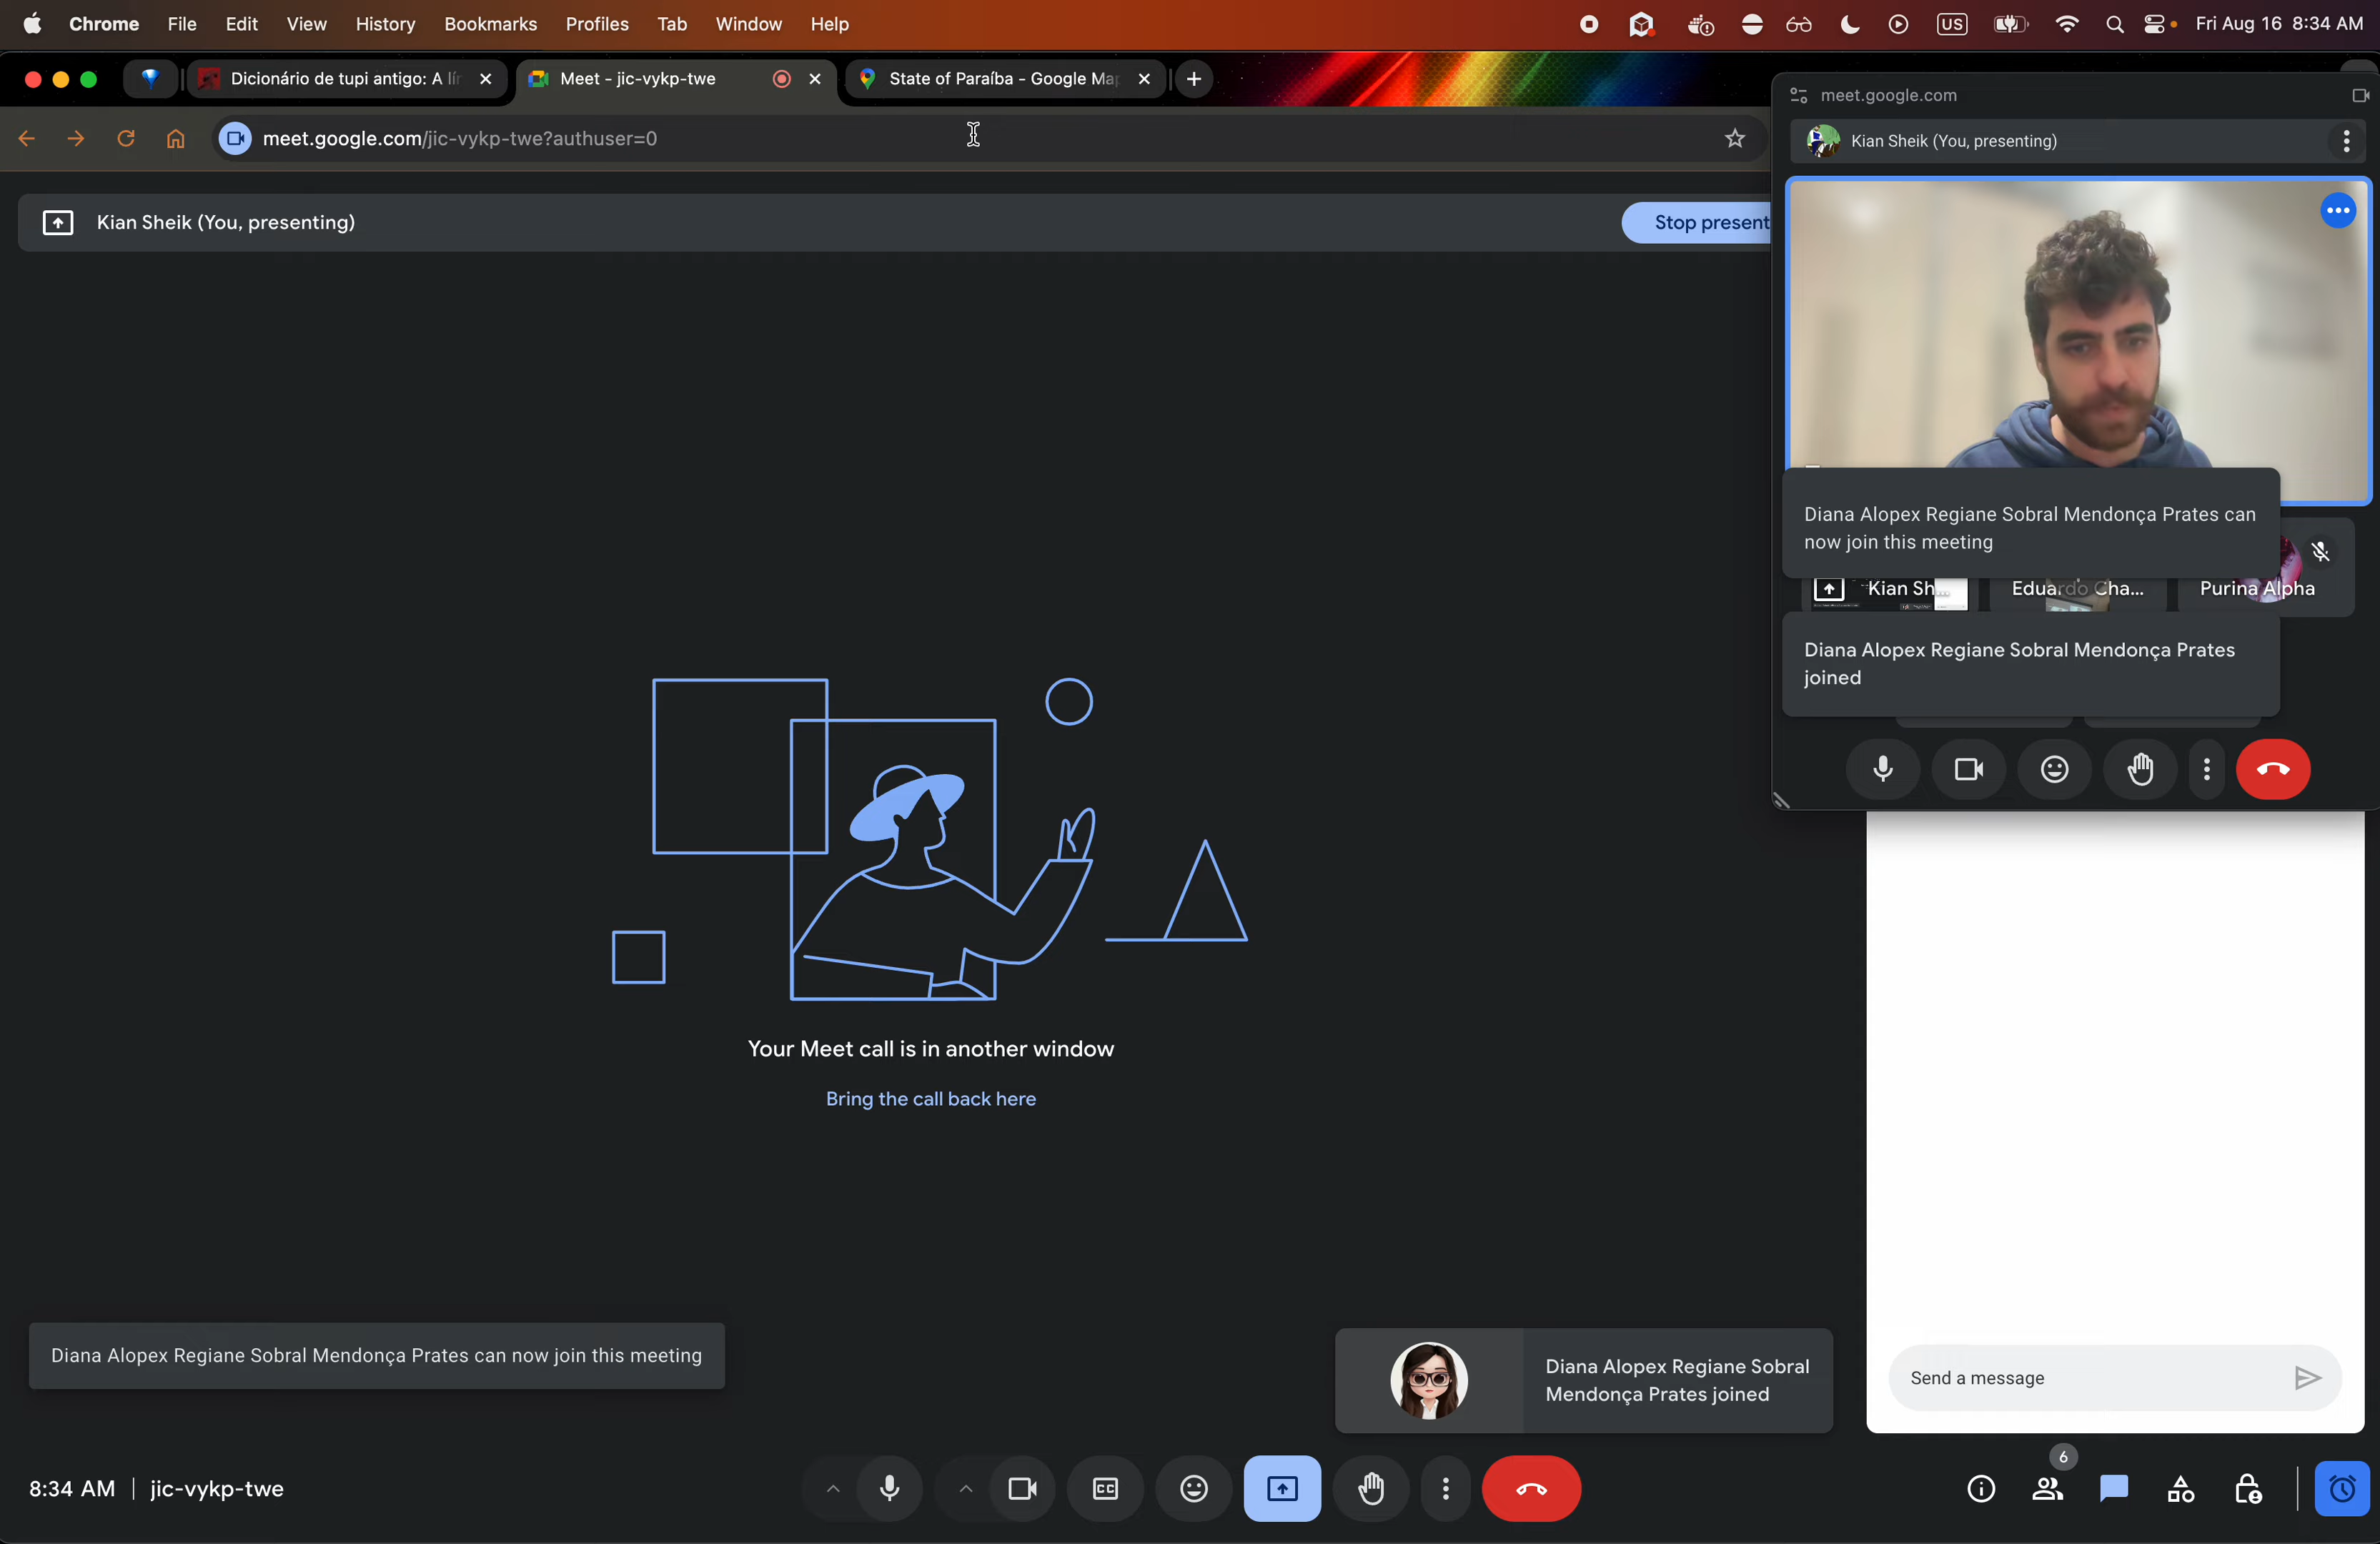 Chrome File Edit View History Bookmarks Profiles Tab Window Help US Fri Aug 16 8:34 AM
Dicionário de tupi antigo: A lín
Meet - jic-vykp-twe
State of Paraíba - Google Map
meet.google.com/jic-vykp-twe?authuser=0
meet.google.com
Kian Sheik (You, presenting)
Kian Sheik (You, presenting)
Stop present
Diana Alopex Regiane Sobral Mendonça Prates can
now join this meeting
Kian Sh...
Eduardo Cha...
Purina Alpha
Diana Alopex Regiane Sobral Mendonça Prates
joined
Your Meet call is in another window
Bring the call back here
Diana Alopex Regiane Sobral Mendonça Prates can now join this meeting
Diana Alopex Regiane Sobral
Mendonça Prates joined
Send a message
8:34 AM | jic-vykp-twe
CC
6